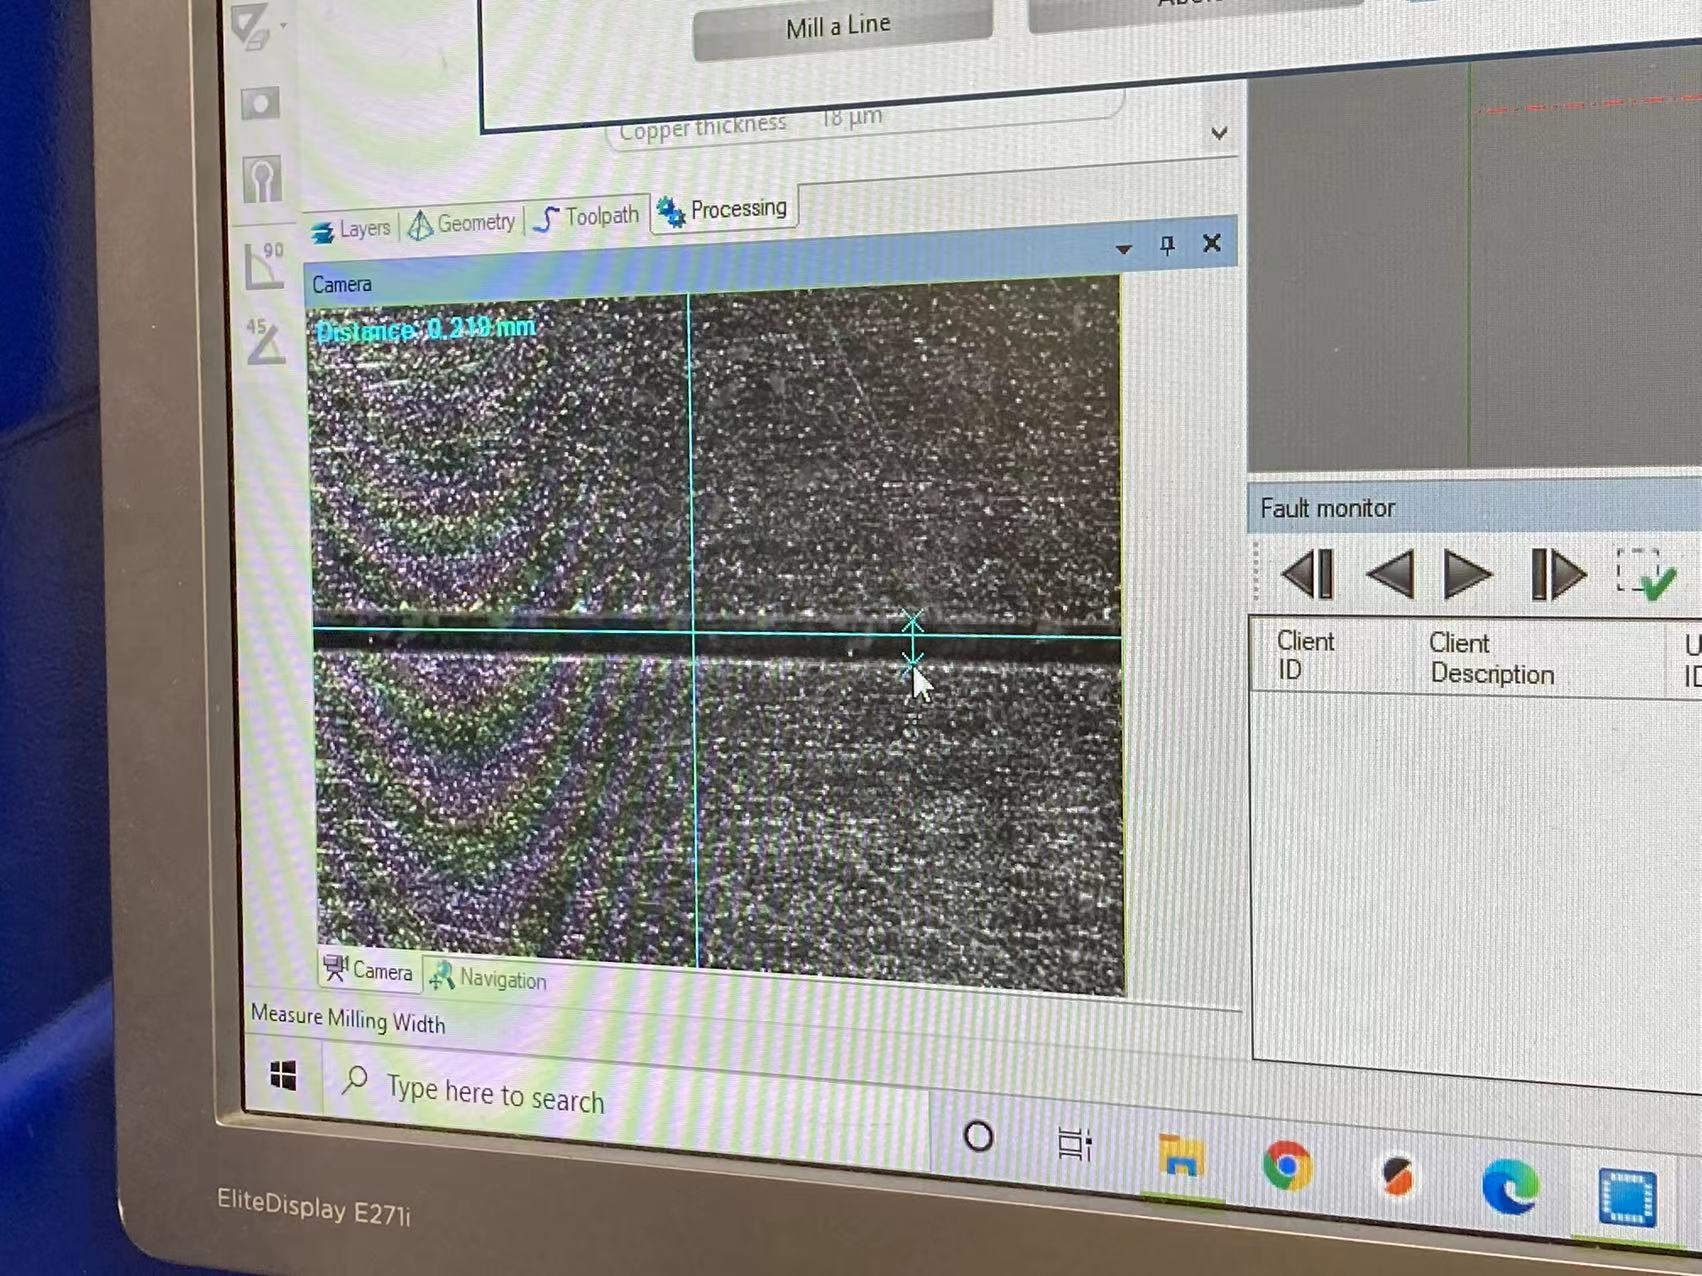 Mill a Line
Copper thickness 18 µm
Layers Geometry Toolpath Processing
90
45
Camera
Distance: 0.219 mm
Fault monitor
Client ID
Client Description
Camera Navigation
Measure Milling Width
Type here to search
EliteDisplay E271i